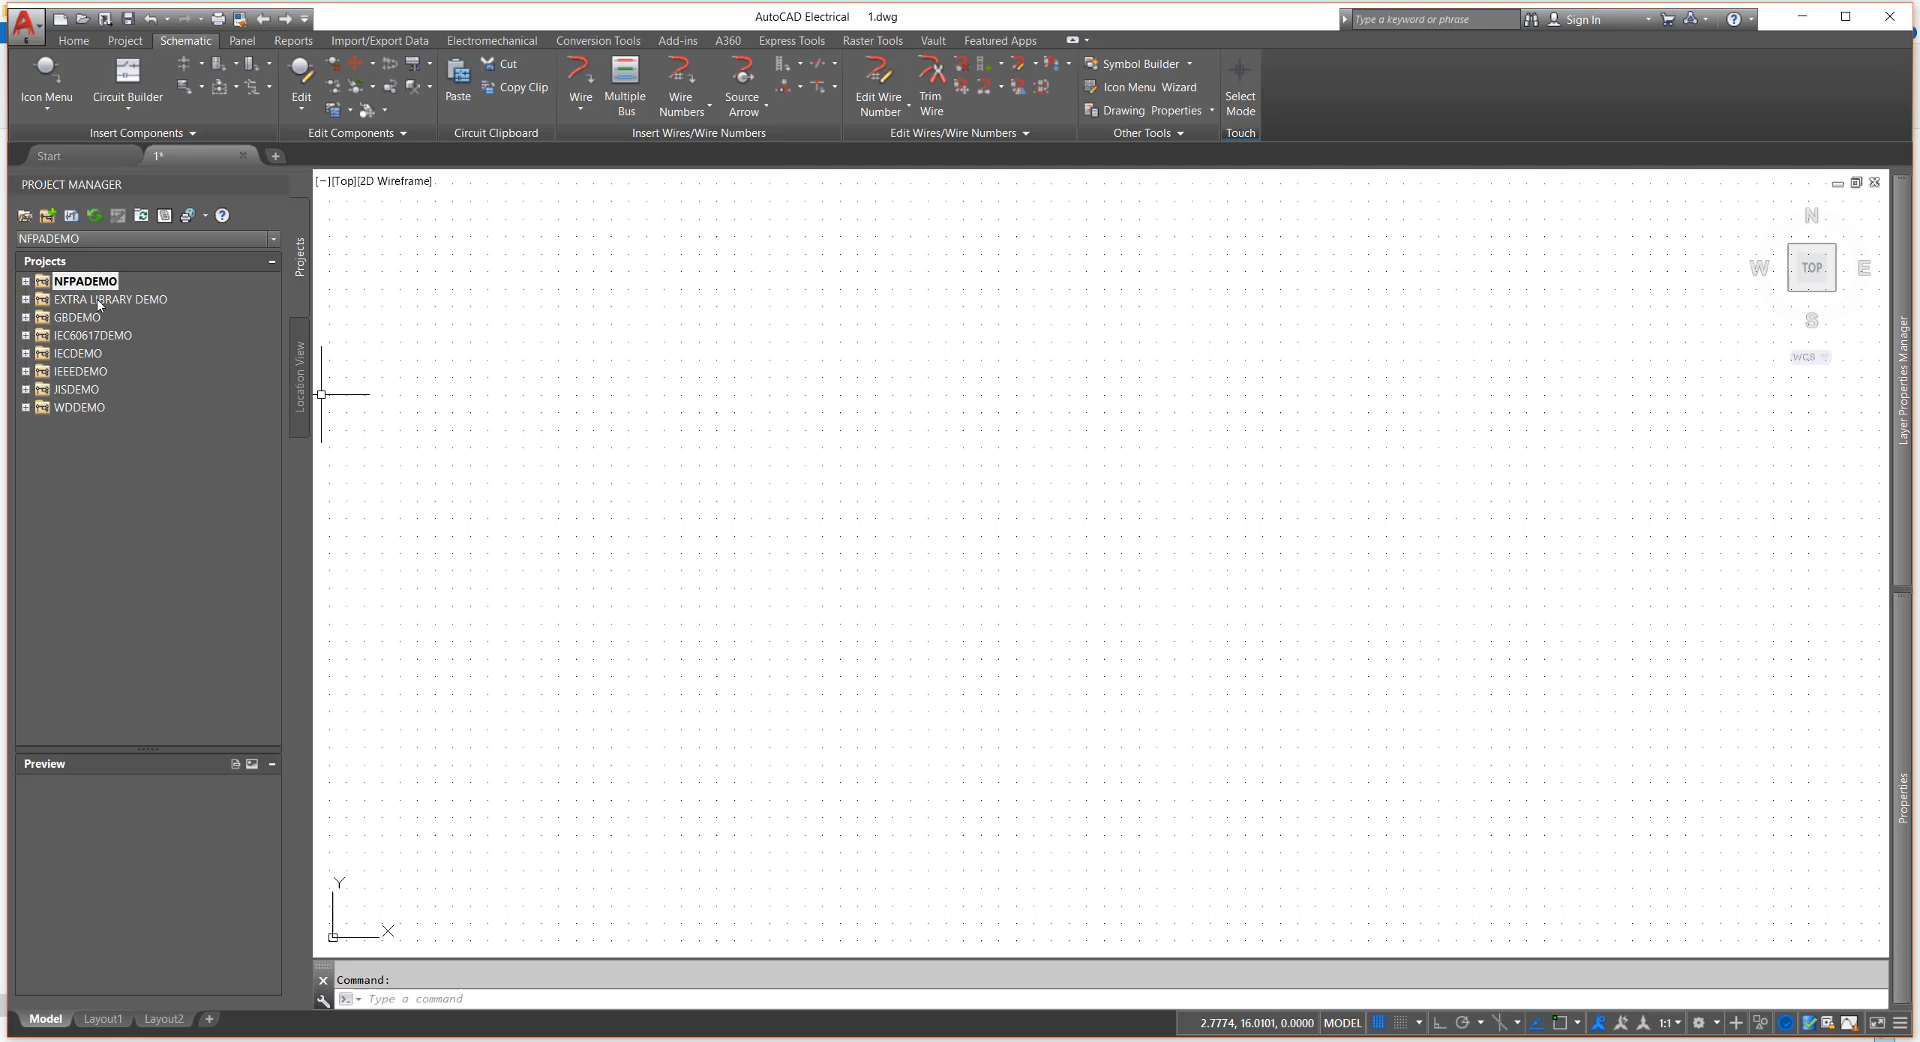 AutoCAD Electrical 1.dwg
Type a keyword or phrase
Sign In
Home Project Schematic Panel Reports Import/Export Data Electromechanical Conversion Tools Add-ins A360 Express Tools Raster Tools Vault Featured Apps
Icon Menu
Circuit Builder
Insert Components
Edit
Edit Components
Paste
Cut
Copy Clip
Circuit Clipboard
Wire
Multiple
Bus
Wire
Numbers
Source
Arrow
Insert Wires/Wire Numbers
Edit Wire
Number
Trim
Wire
Edit Wires/Wire Numbers
Symbol Builder
Icon Menu Wizard
Drawing Properties
Other Tools
Select
Mode
Touch
Start
1*
PROJECT MANAGER
NFPADEMO
Projects
NFPADEMO
EXTRA LIBRARY DEMO
GBDEMO
IEC60617DEMO
IECDEMO
IEEEDEMO
JISDEMO
WDDEMO
Projects
Location View
Preview
[−][Top][2D Wireframe]
N
W TOP E
S
WCS
Layer Properties Manager
Properties
Y
X
Command:
Type a command
Model Layout1 Layout2
2.7774, 16.0101, 0.0000 MODEL
1:1